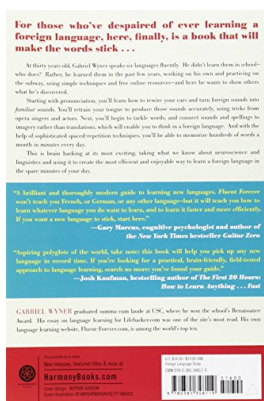 For those who've despaired of ever learning a
foreign language, here, finally, is a book that will
make the words stick . . .
At thirty years old, Gabriel Wyner speaks six languages fluently. He didn't learn them in school—
who does? Rather, he learned them in the past few years, working on his own and practicing on the
subway, using simple techniques and free online resources—and here he wants to show others
what he's discovered.
Starting with pronunciation, you'll learn how to rewire your ears and turn foreign sounds into
familiar sounds. You'll retrain your tongue to produce those sounds accurately, using tricks from
opera singers and actors. Next, you'll begin to tackle words, and connect sounds and spellings to
imagery rather than translations, which will enable you to think in a foreign language. And with the
help of sophisticated spaced-repetition techniques, you'll be able to memorize hundreds of words a
month in minutes every day.
This is brain hacking at its most exciting, taking what we know about neuroscience and
linguistics and using it to create the most efficient and enjoyable way to learn a foreign language in
the spare minutes of your day.
"A brilliant and thoroughly modern guide to learning new languages. Fluent Forever
won't teach you French, or German, or any other language—but it will teach you how to
learn whatever language you do want to learn, and to learn it faster and more efficiently.
If you want a new language to stick, start here."
—Gary Marcus, cognitive psychologist and author of
the New York Times bestseller Guitar Zero
"Aspiring polyglots of the world, take note: this book will help you pick up any new
language in record time. If you're looking for a practical, brain-friendly, field-tested
approach to language learning, search no more: you've found your guide."
—Josh Kaufman, bestselling author of The First 20 Hours:
How to Learn Anything . . . Fast
GABRIEL WYNER graduated summa cum laude at USC, where he won the school's Renaissance
Award. His essay on language learning for Lifehacker.com was one of the site's most read. His own
language learning website, Fluent-Forever.com, is among the world's top ten.
New releases, featured titles & more at
HarmonyBooks.com